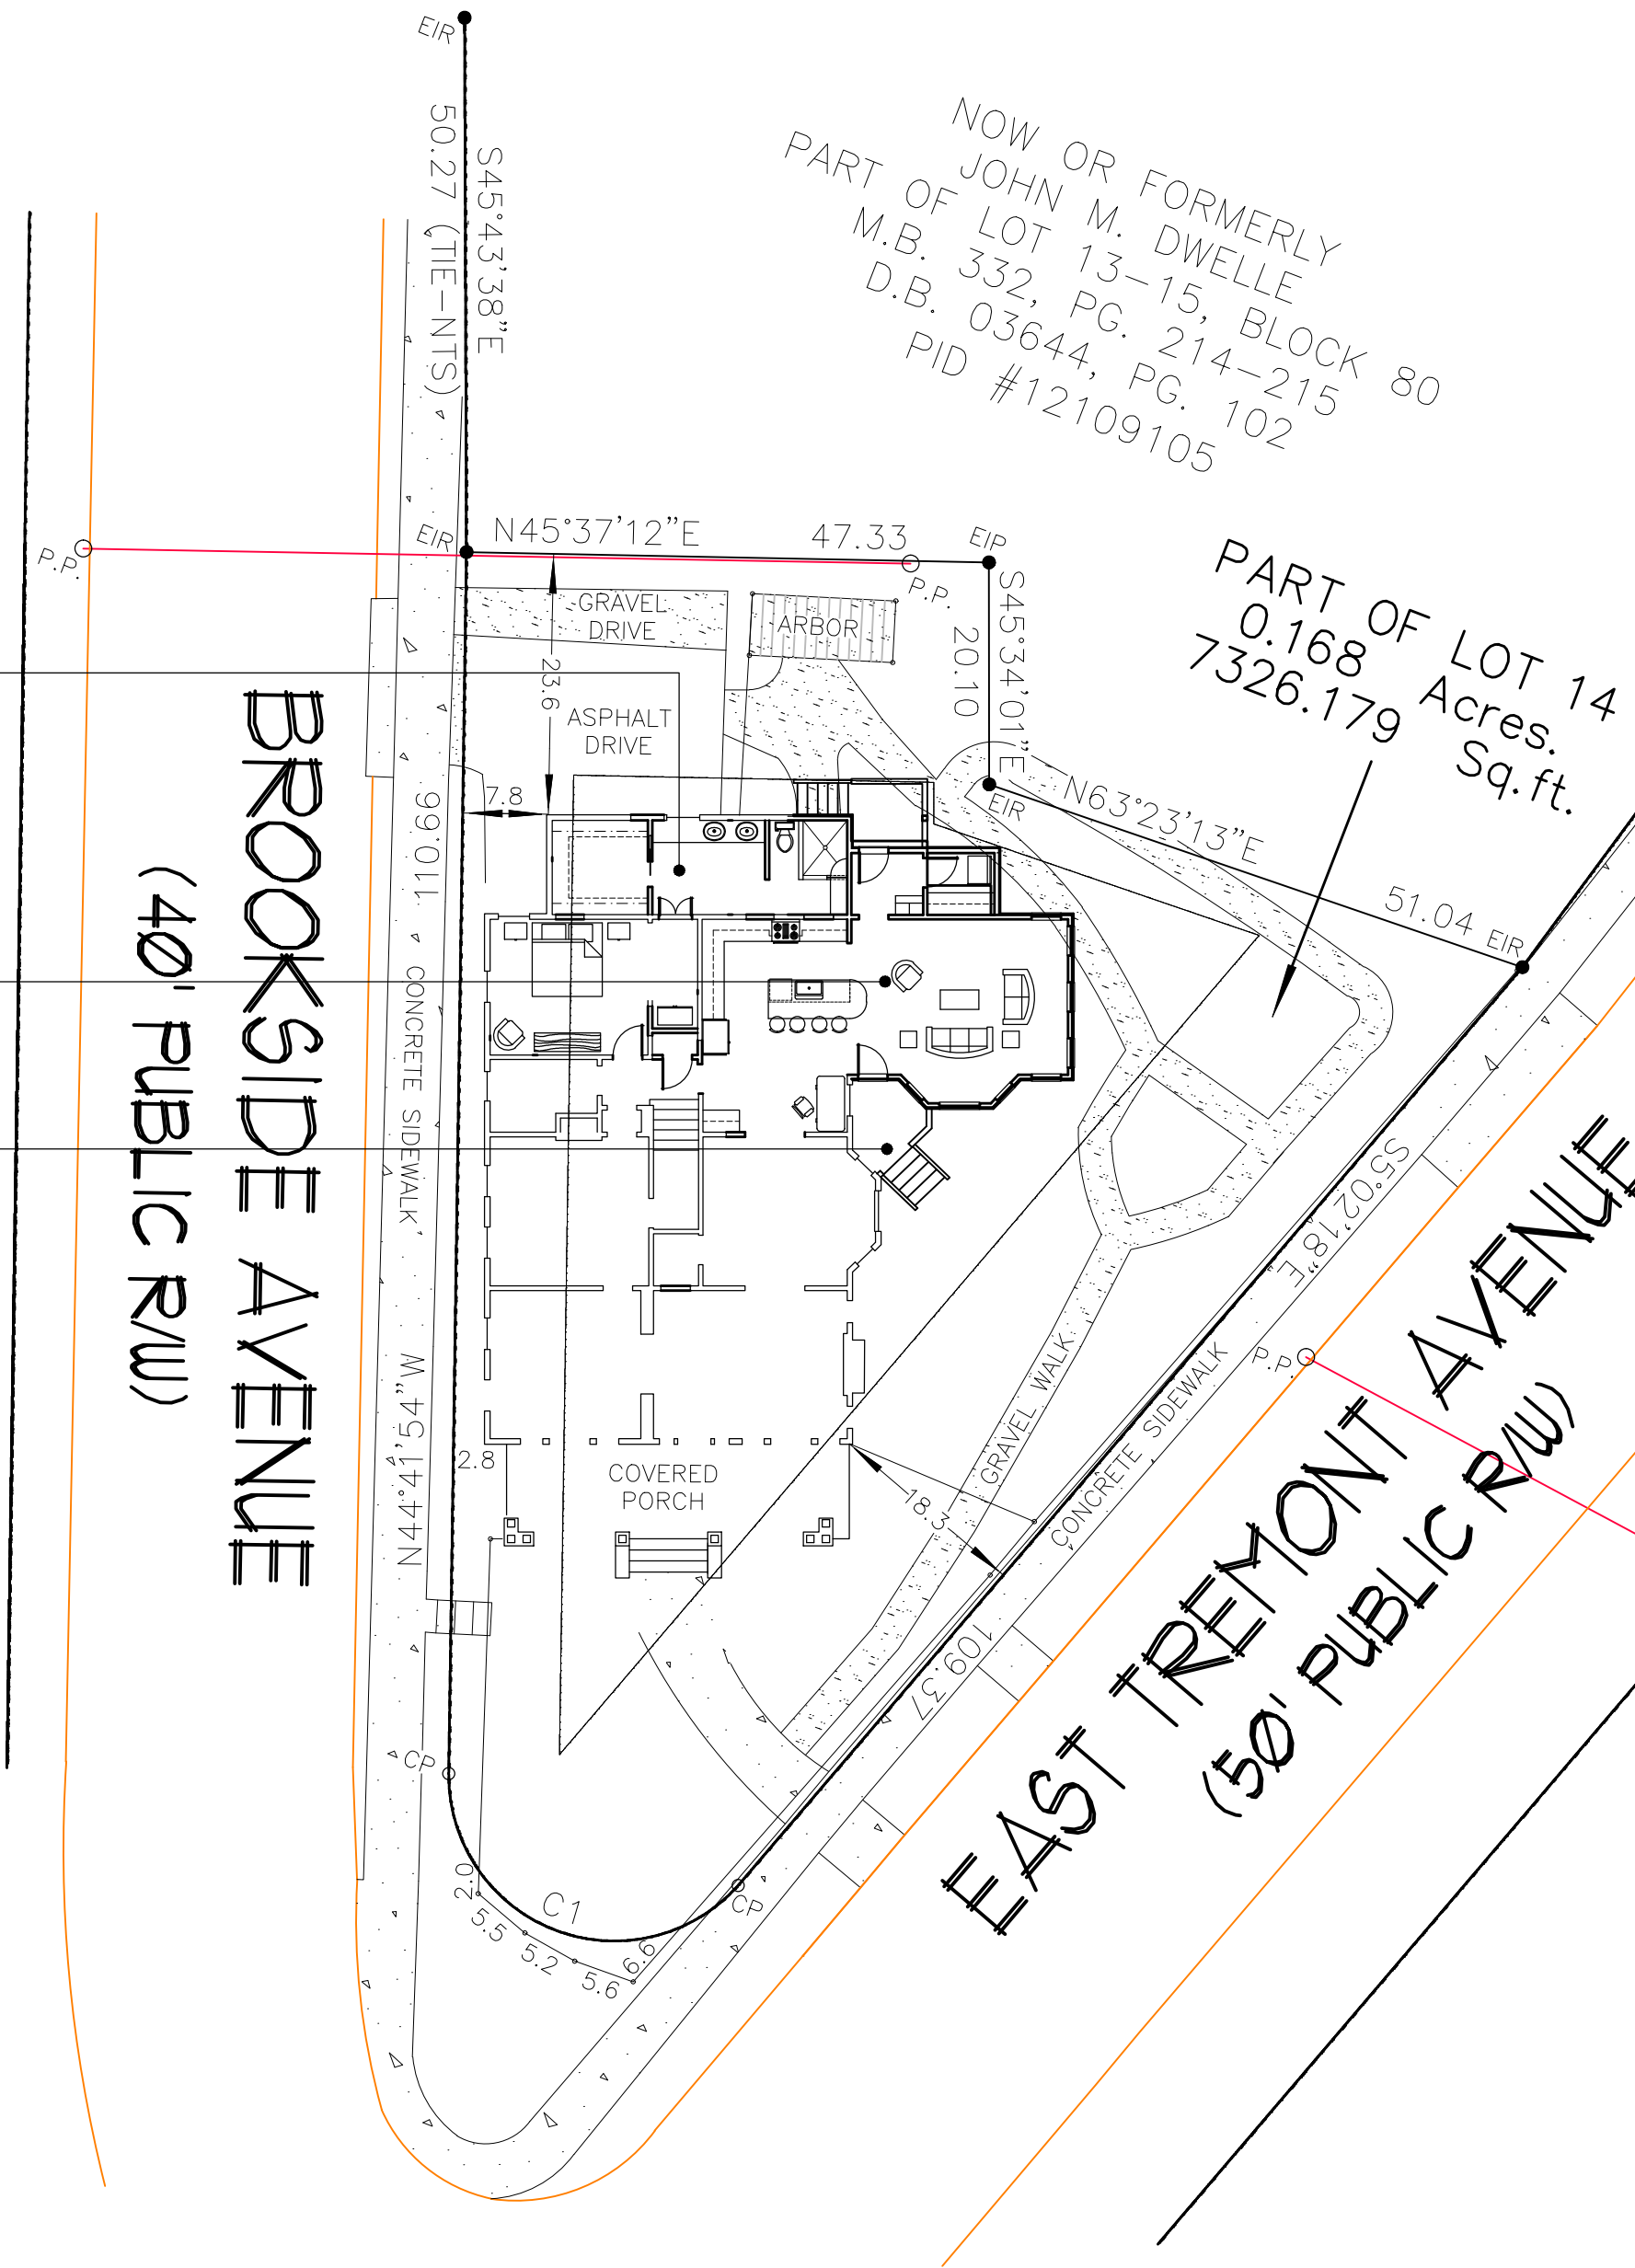 EIR
50.27 (TIE-NTS)
S45°43'38"E
NOW OR FORMERLY
JOHN M. DWELLE
PART OF LOT 13-15, BLOCK 80
M.B. 332, PG. 214-215
D.B. 03644, PG. 102
PID #12109105
EIR
N45°37'12"E
47.33
EIP
P.P.
P.P.
S45°34'01"E
20.10
GRAVEL
DRIVE
ARBOR
PART OF LOT 14
0.168 Acres.
7326.179 Sq.ft.
23.6
ASPHALT
DRIVE
7.8
EIR
N63°23'13"E
51.04
EIR
BROOKSIDE AVENUE
(40' PUBLIC R/W)
110.66
CONCRETE SIDEWALK
N44°41'54"W
S5°02'18"E
109.37
EAST TREMONT AVENUE
(50' PUBLIC R/W)
P.P.
GRAVEL WALK
CONCRETE SIDEWALK
2.8
COVERED
PORCH
18.3
CP
CP
C1
2.0
5.5
5.2
5.6
6.6